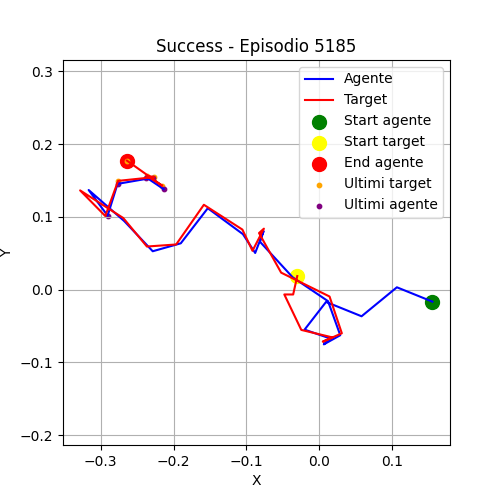 Success - Episodio 5185
Agente
Target
Start agente
Start target
End agente
Ultimi target
Ultimi agente
0.3
0.2
0.1
0.0
−0.1
−0.2
Y
−0.3
−0.2
−0.1
0.0
0.1
X